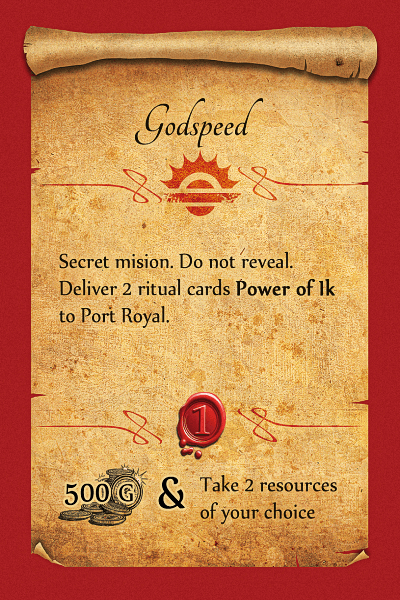 Godspeed
Secret mision. Do not reveal.
Deliver 2 ritual cards Power of Ik
to Port Royal.
1
500 G & Take 2 resources
of your choice